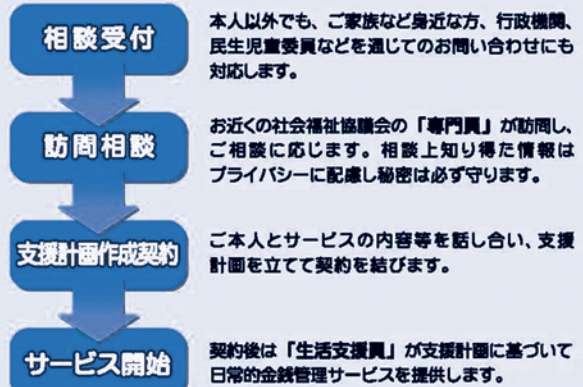 相談受付
本人以外でも、ご家族など身近な方、行政機関、
民生児童委員などを通じてのお問い合わせにも
対応します。
訪問相談
お近くの社会福祉協議会の「専門員」が訪問し、
ご相談に応じます。相談上知り得た情報は
プライバシーに配慮し秘密は必ず守ります。
支援計画作成契約
ご本人とサービスの内容等を話し合い、支援
計画を立てて契約を結びます。
サービス開始
契約後は「生活支援員」が支援計画に基づいて
日常的金銭管理サービスを提供します。